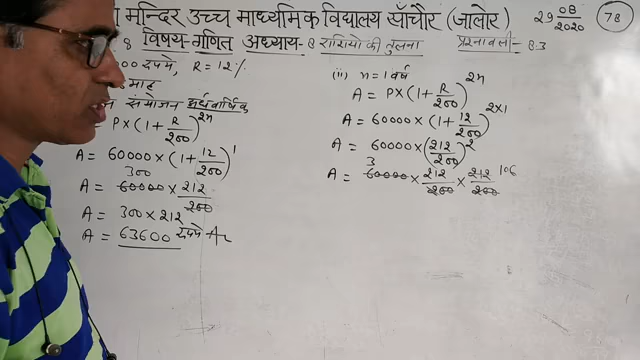 मन्दिर उच्च माध्यमिक विद्यालय साँचौर (जालोर) 29 08/2020 78
8 विषय-गणित अध्याय-8 राशियो की तुलना प्रश्नावली- 8.3
00 रुपये, R = 12%
माह
संयोजन अर्धवार्षिक
P×(1+R/200)^2n
A = 60000×(1+12/200)^1
300
A = 60000×212/200
A = 300×212
A = 63600 रुपये Ar
(ii) n=1 वर्ष
A = P×(1+R/200)^2n
A = 60000×(1+12/200)^2×1
A = 60000×(212/200)^2
3 106
A = 60000×212/200×212/200